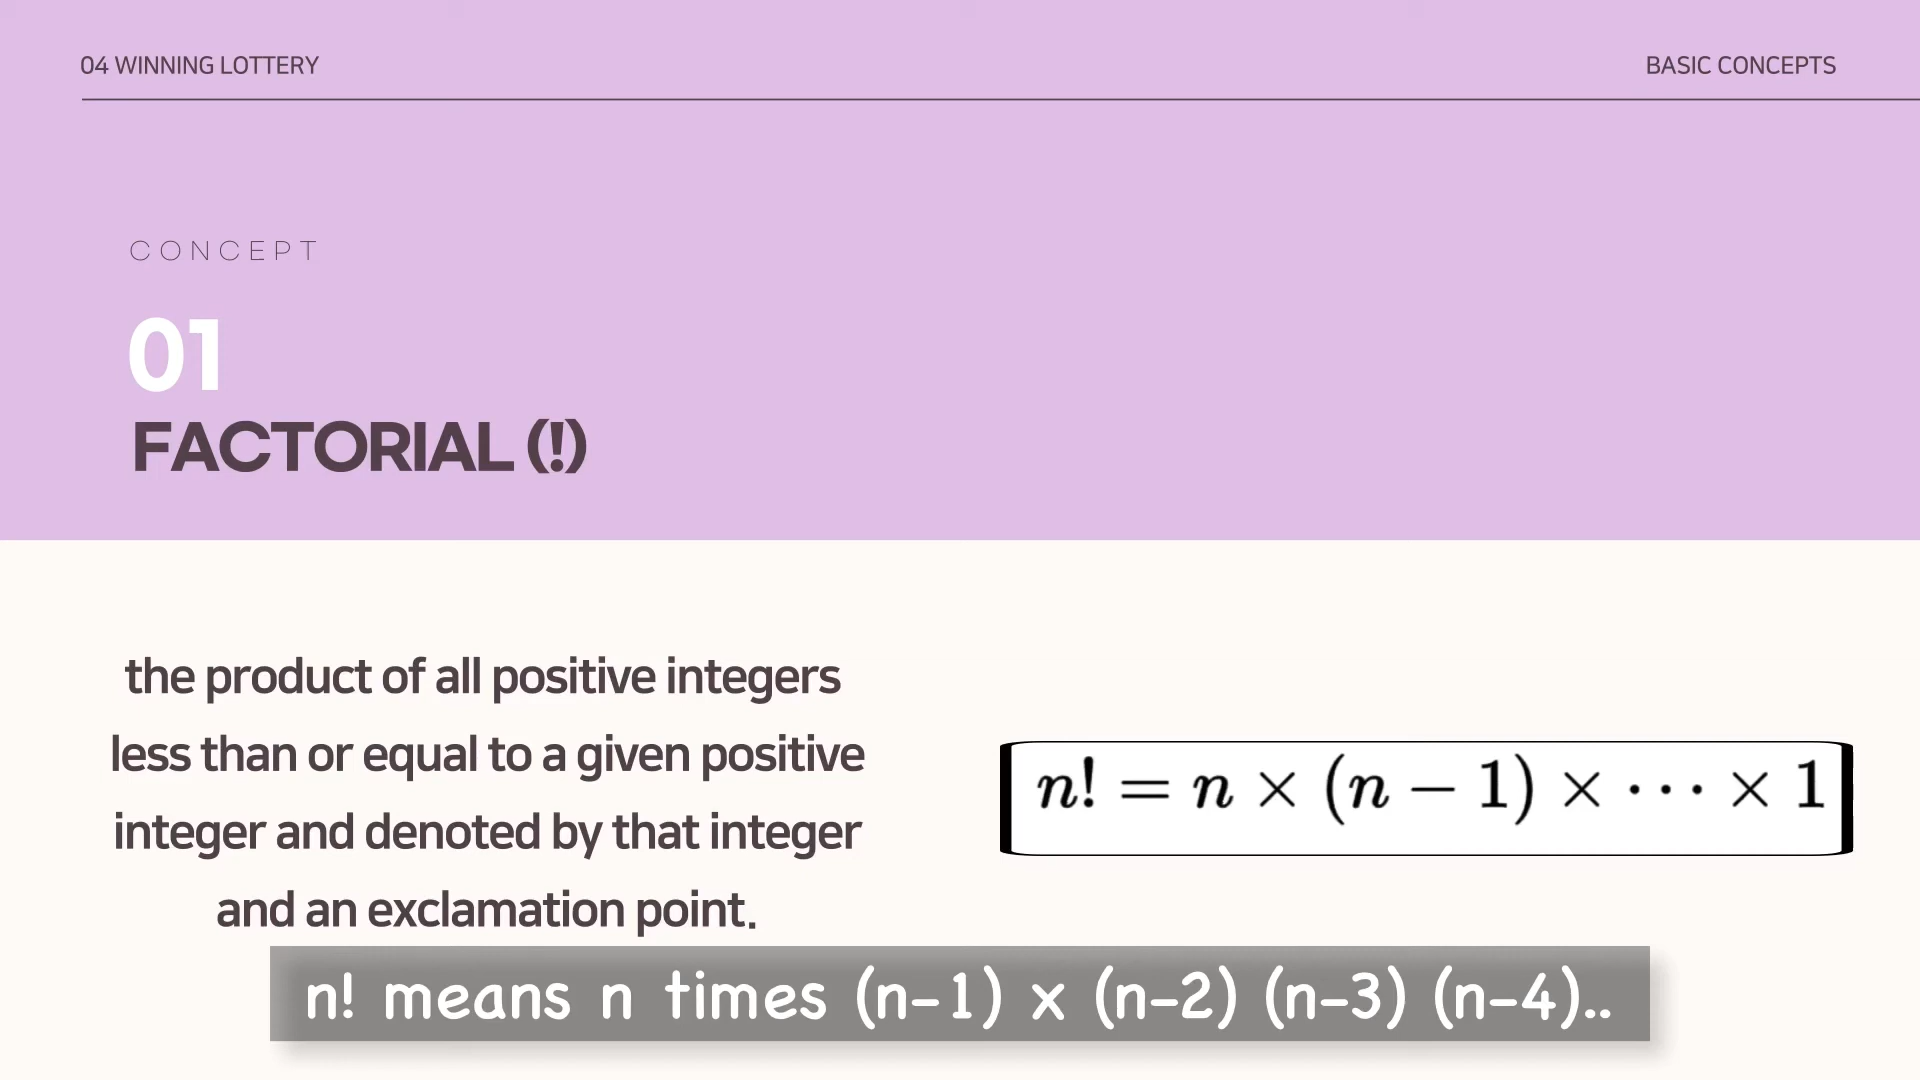 04 WINNING LOTTERY
BASIC CONCEPTS
CONCEPT
01
FACTORIAL (!)
the product of all positive integers
less than or equal to a given positive
integer and denoted by that integer
and an exclamation point.
n! = n × (n − 1) × ··· × 1
n! means n times (n-1) x (n-2) (n-3) (n-4)..